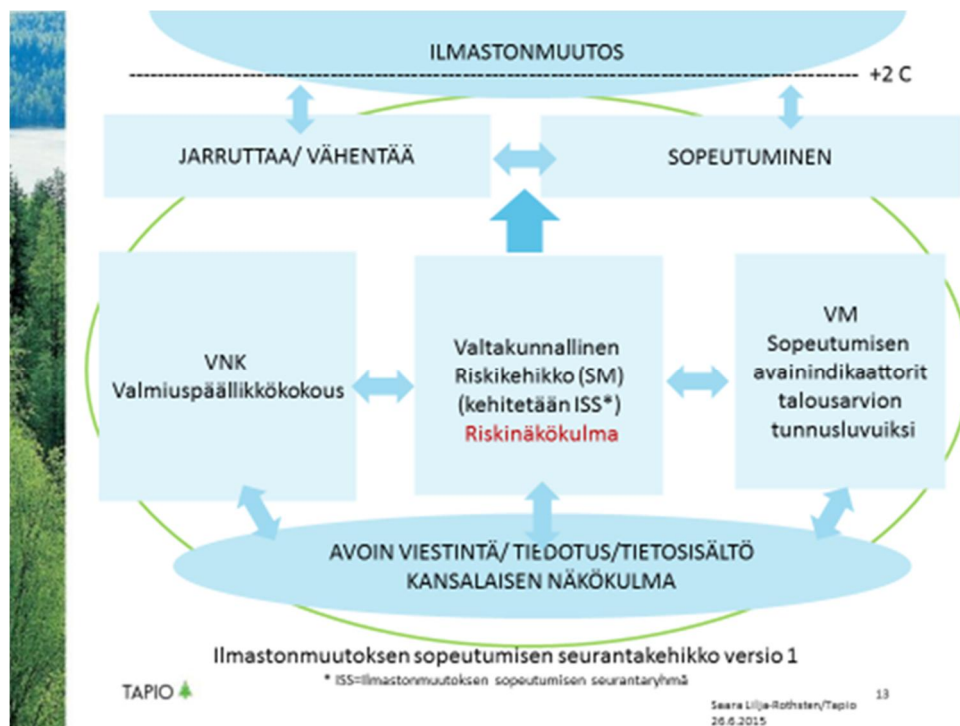 ILMASTONMUUTOS
+2 C
JARRUTTAA/ VÄHENTÄÄ
SOPEUTUMINEN
VNK
Valmiuspäällikkökokous
Valtakunnallinen
Riskikehikko (SM)
(kehitetään ISS*)
Riskinäkökulma
VM
Sopeutumisen
avainindikaattorit
talousarvion
tunnusluvuiksi
AVOIN VIESTINTÄ/ TIEDOTUS/TIETOSISÄLTÖ
KANSALAISEN NÄKÖKULMA
Ilmastonmuutoksen sopeutumisen seurantakehikko versio 1
* ISS=Ilmastonmuutoksen sopeutumisen seurantaryhmä
TAPIO
13
Saara Lilja-Rothsten/Tapio
26.6.2015